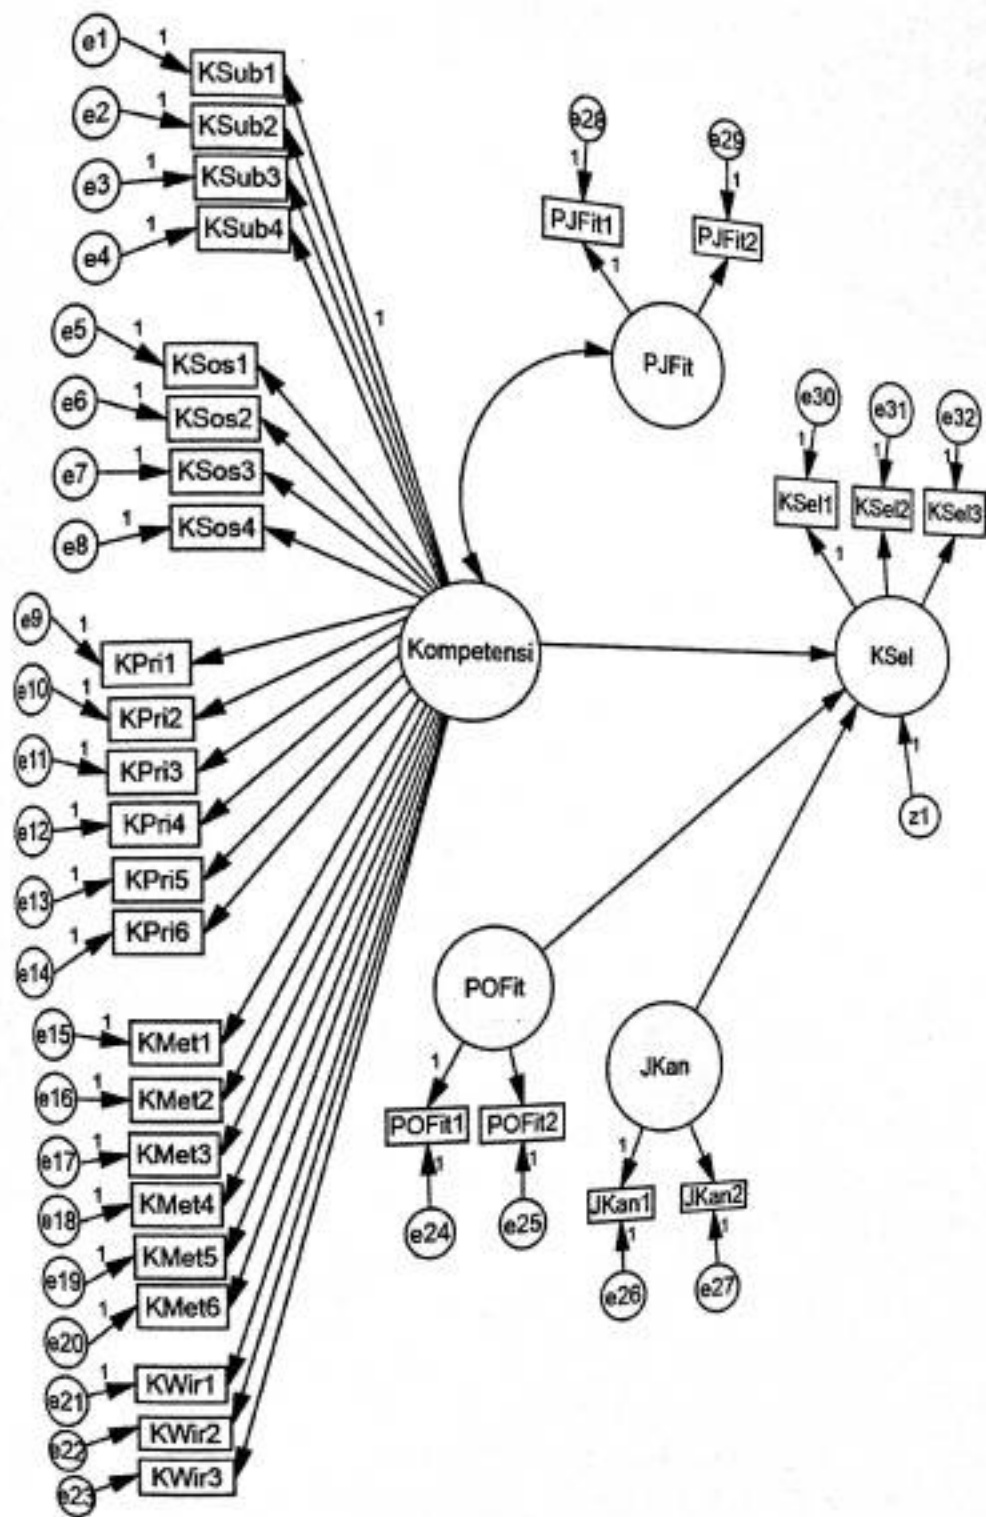 e1 1 KSub1
e2 1 KSub2
e3 1 KSub3
e4 1 KSub4
1
e5 1 KSos1
e6 1 KSos2
e7 1 KSos3
e8 1 KSos4
e9 1 KPri1
e10 1 KPri2
e11 1 KPri3
e12 1 KPri4
e13 1 KPri5
e14 1 KPri6
e15 1 KMet1
e16 1 KMet2
e17 1 KMet3
e18 1 KMet4
e19 1 KMet5
e20 1 KMet6
e21 1 KWir1
e22 KWir2
e23 KWir3
Kompetensi
e28 e29
1 1
PJFit1 PJFit2
1
PJFit
e30 e31 e32
1 1 1
KSel1 KSel2 KSel3
1
KSel
1
z1
POFit
1
POFit1 POFit2
1 1
e24 e25
JKan
1
JKan1 JKan2
1 1
e26 e27